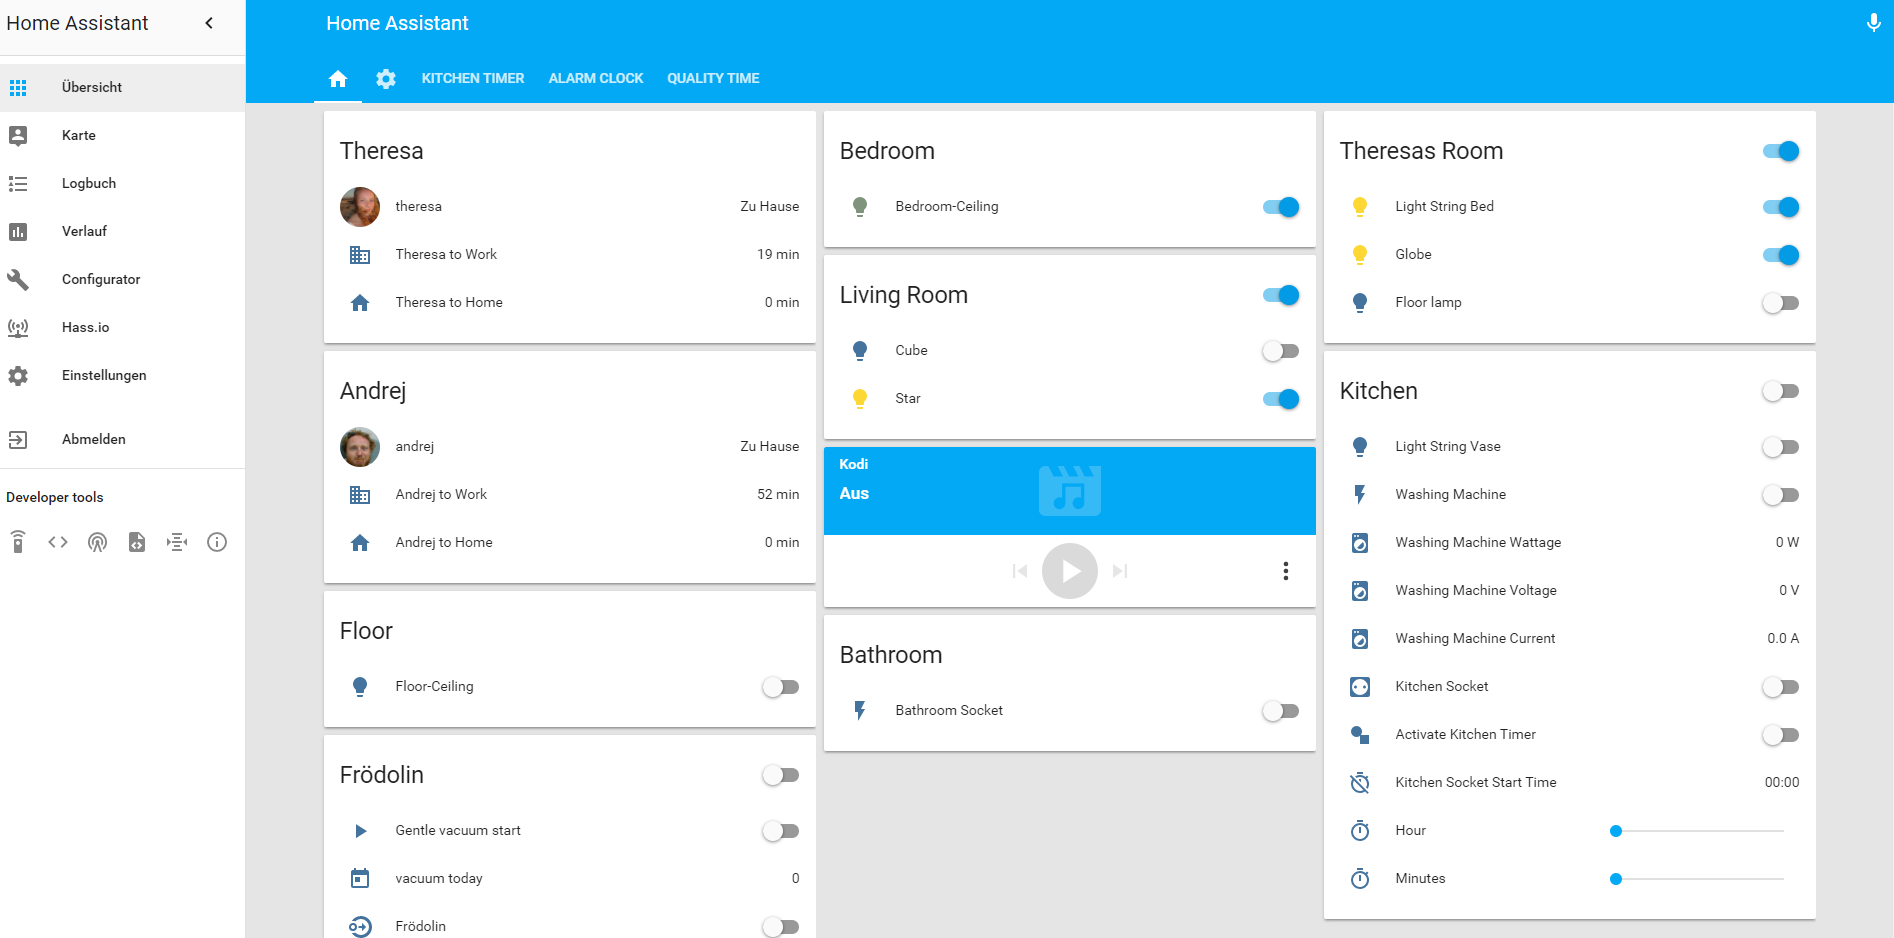 Home Assistant
Übersicht
Karte
Logbuch
Verlauf
Configurator
Hass.io
Einstellungen
Abmelden
Developer tools
Home Assistant
KITCHEN TIMER ALARM CLOCK QUALITY TIME
Theresa
theresa Zu Hause
Theresa to Work 19 min
Theresa to Home 0 min
Andrej
andrej Zu Hause
Andrej to Work 52 min
Andrej to Home 0 min
Floor
Floor-Ceiling
Frödolin
Gentle vacuum start
vacuum today 0
Frödolin
Bedroom
Bedroom-Ceiling
Living Room
Cube
Star
Kodi
Aus
Bathroom
Bathroom Socket
Theresas Room
Light String Bed
Globe
Floor lamp
Kitchen
Light String Vase
Washing Machine
Washing Machine Wattage 0 W
Washing Machine Voltage 0 V
Washing Machine Current 0.0 A
Kitchen Socket
Activate Kitchen Timer
Kitchen Socket Start Time 00:00
Hour
Minutes